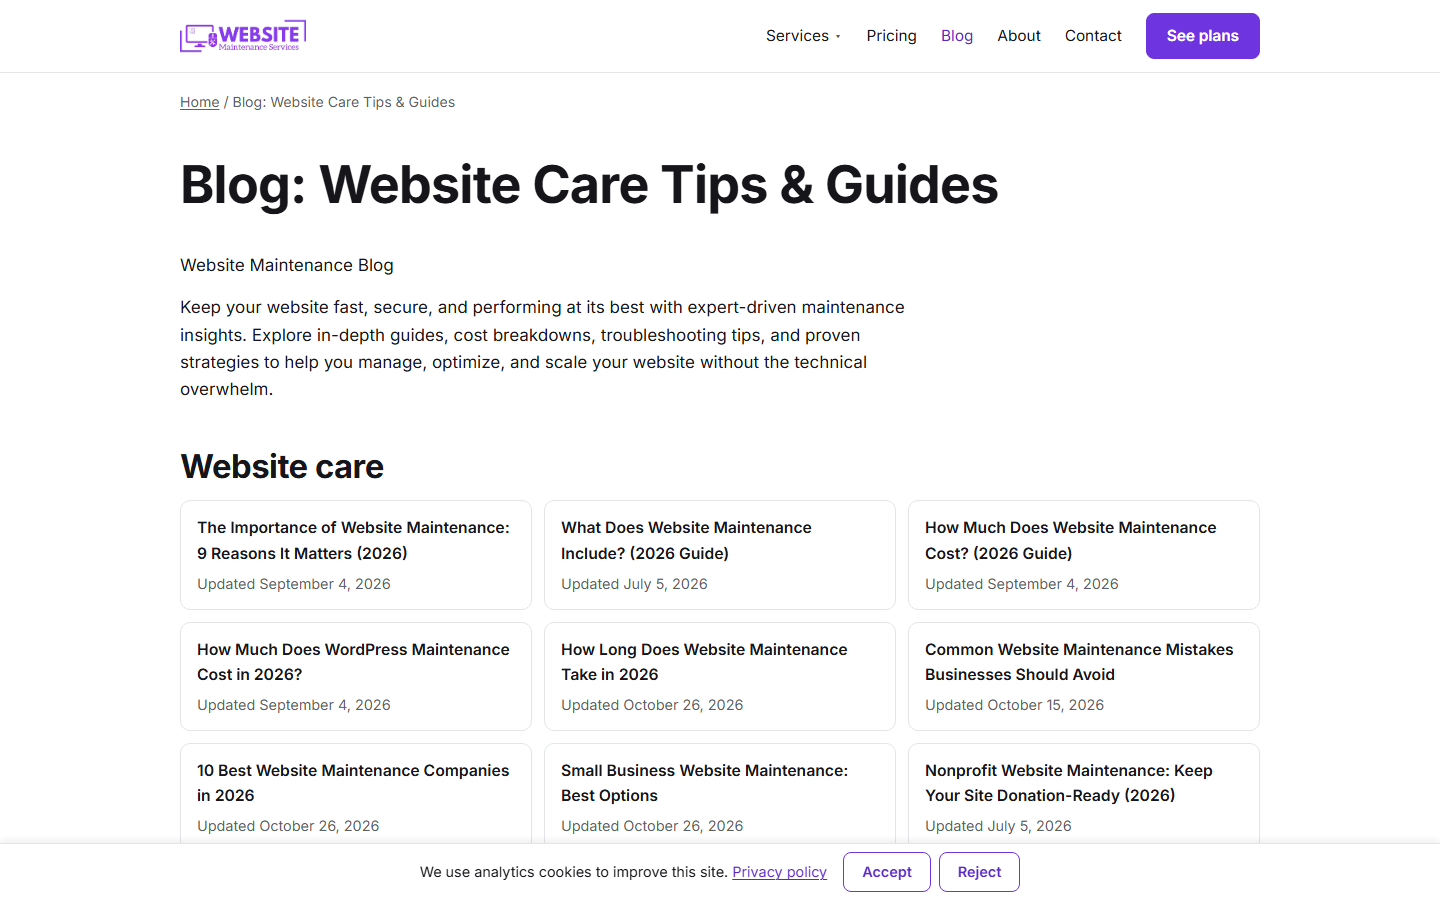 WEBSITE
Maintenance Services
Services
Pricing
Blog
About
Contact
See plans
Home / Blog: Website Care Tips & Guides
Blog: Website Care Tips & Guides
Website Maintenance Blog
Keep your website fast, secure, and performing at its best with expert-driven maintenance
insights. Explore in-depth guides, cost breakdowns, troubleshooting tips, and proven
strategies to help you manage, optimize, and scale your website without the technical
overwhelm.
Website care
The Importance of Website Maintenance:
9 Reasons It Matters (2026)
Updated September 4, 2026
What Does Website Maintenance
Include? (2026 Guide)
Updated July 5, 2026
How Much Does Website Maintenance
Cost? (2026 Guide)
Updated September 4, 2026
How Much Does WordPress Maintenance
Cost in 2026?
Updated September 4, 2026
How Long Does Website Maintenance
Take in 2026
Updated October 26, 2026
Common Website Maintenance Mistakes
Businesses Should Avoid
Updated October 15, 2026
10 Best Website Maintenance Companies
in 2026
Updated October 26, 2026
Small Business Website Maintenance:
Best Options
Updated October 26, 2026
Nonprofit Website Maintenance: Keep
Your Site Donation-Ready (2026)
Updated July 5, 2026
We use analytics cookies to improve this site. Privacy policy
Accept
Reject